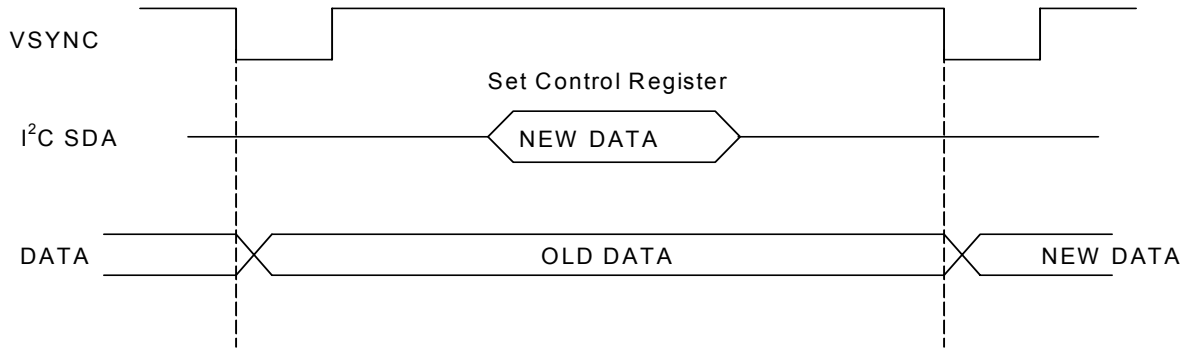 VSYNC
Set Control Register
I²C SDA
NEW DATA
DATA
OLD DATA
NEW DATA